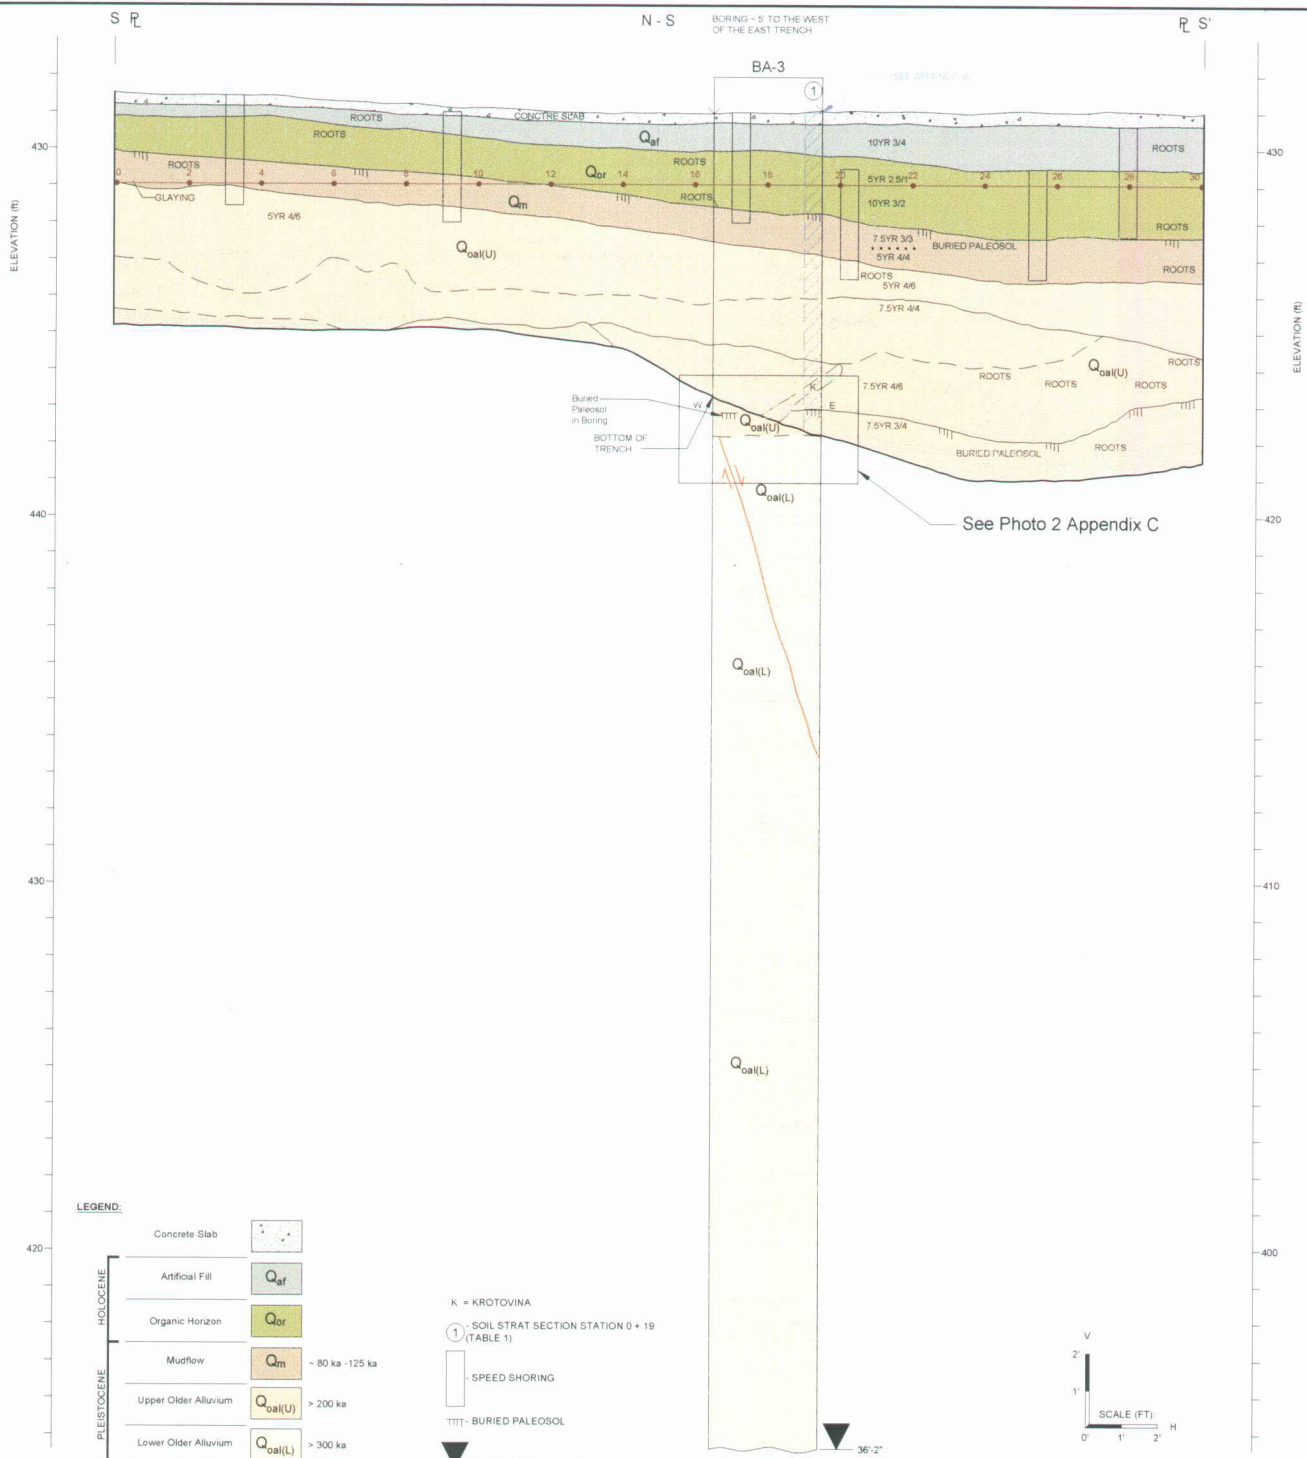 S PL
N - S
BORING ~ 5' TO THE WEST
OF THE EAST TRENCH
PL S'
BA-3
1
(SEE APPENDIX B)
CONCTRE SLAB
ROOTS
ROOTS
Qaf
10YR 3/4
ROOTS
430
430
ROOTS
ROOTS
Qor
ROOTS
5YR 2.5/1
0 2 4 6 8 10 12 14 16 18 20 22 24 26 28 30
GLAYING
Qm
10YR 3/2
5YR 4/6
ROOTS
7.5YR 3/3
BURIED PALEOSOL
5YR 4/4
ROOTS
ROOTS
5YR 4/6
Qoal(U)
7.5YR 4/4
ELEVATION (ft)
ELEVATION (ft)
Qoal(U)
ROOTS
ROOTS
ROOTS
ROOTS
K
7.5YR 4/6
Buried
Paleosol
in Boring
W
E
Qoal(U)
7.5YR 3/4
BOTTOM OF
TRENCH
BURIED PALEOSOL
ROOTS
Qoal(L)
440
420
See Photo 2 Appendix C
Qoal(L)
430
410
Qoal(L)
420
400
LEGEND:
Concrete Slab
HOLOCENE
Artificial Fill
Qaf
Organic Horizon
Qor
PLEISTOCENE
Mudflow
Qm
~ 80 ka -125 ka
Upper Older Alluvium
Qoal(U)
> 200 ka
Lower Older Alluvium
Qoal(L)
> 300 ka
K = KROTOVINA
1 - SOIL STRAT SECTION STATION 0 + 19
(TABLE 1)
- SPEED SHORING
- BURIED PALEOSOL
36'-2"
V
2'
1'
SCALE (FT):
H
0' 1' 2'